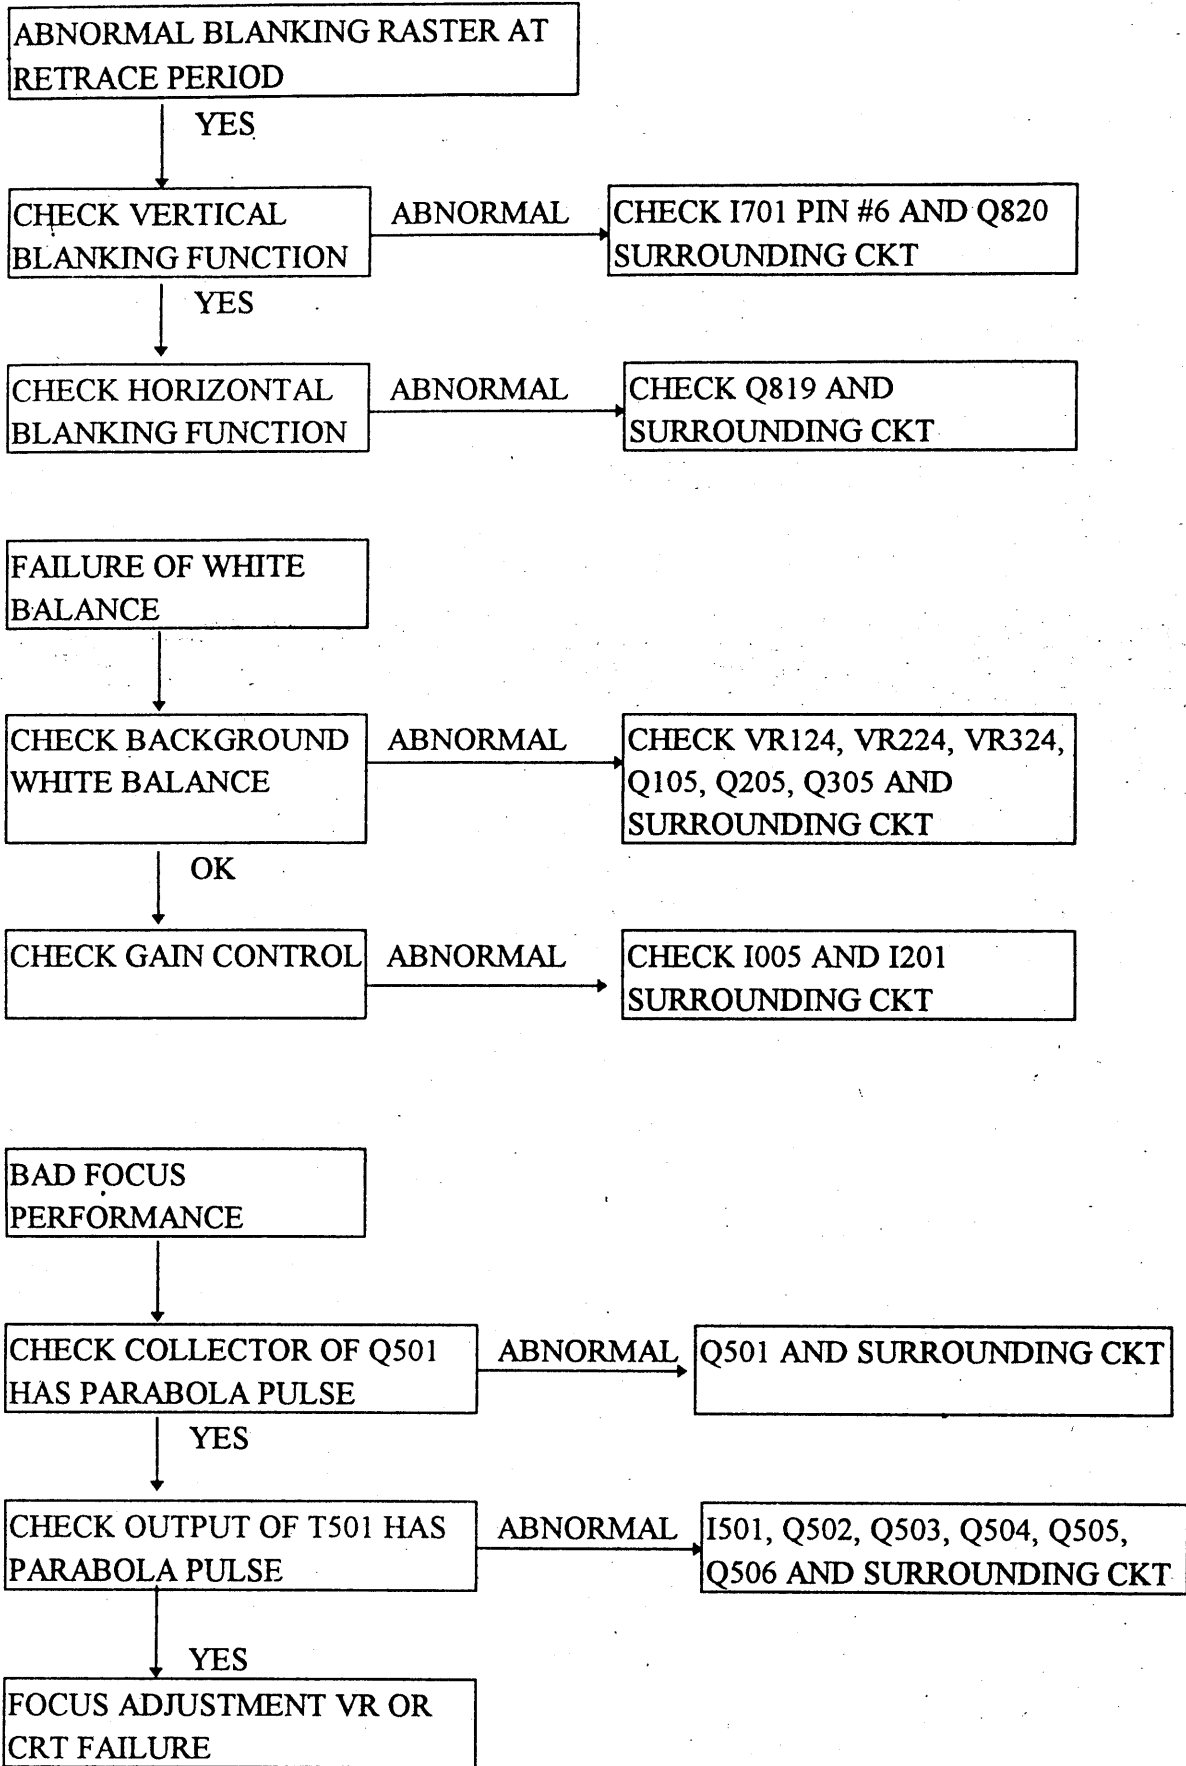 ABNORMAL BLANKING RASTER AT
RETRACE PERIOD
YES
CHECK VERTICAL
BLANKING FUNCTION
ABNORMAL
CHECK I701 PIN #6 AND Q820
SURROUNDING CKT
YES
CHECK HORIZONTAL
BLANKING FUNCTION
ABNORMAL
CHECK Q819 AND
SURROUNDING CKT
FAILURE OF WHITE
BALANCE
CHECK BACKGROUND
WHITE BALANCE
ABNORMAL
CHECK VR124, VR224, VR324,
Q105, Q205, Q305 AND
SURROUNDING CKT
OK
CHECK GAIN CONTROL
ABNORMAL
CHECK I005 AND I201
SURROUNDING CKT
BAD FOCUS
PERFORMANCE
CHECK COLLECTOR OF Q501
HAS PARABOLA PULSE
ABNORMAL
Q501 AND SURROUNDING CKT
YES
CHECK OUTPUT OF T501 HAS
PARABOLA PULSE
ABNORMAL
I501, Q502, Q503, Q504, Q505,
Q506 AND SURROUNDING CKT
YES
FOCUS ADJUSTMENT VR OR
CRT FAILURE